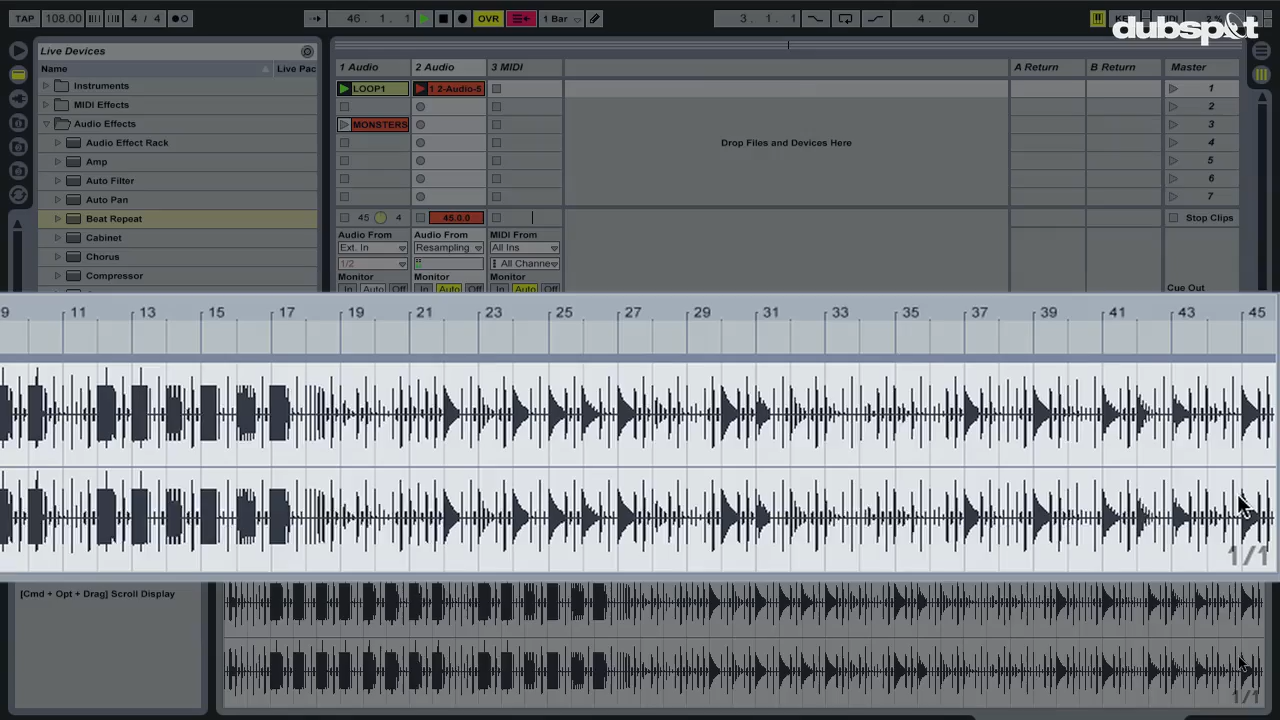 TAP 108.00 4 / 4 46. 1. 1 OVR 1 Bar 3. 1. 1 4. 0. 0
dubspot
Live Devices
Name Live Pac
Instruments
MIDI Effects
Audio Effects
Audio Effect Rack
Amp
Auto Filter
Auto Pan
Beat Repeat
Cabinet
Chorus
Compressor
1 Audio 2 Audio 3 MIDI A Return B Return Master
LOOP1 1 2-Audio-5 1
2
MONSTERS 3
Drop Files and Devices Here 4
5
6
7
45 4 45.0.0 Stop Clips
Audio From Audio From MIDI From
Ext. In Resampling All Ins
1/2 All Channe
Monitor Monitor Monitor
In Auto Off In Auto Off In Auto Off
Cue Out
9 11 13 15 17 19 21 23 25 27 29 31 33 35 37 39 41 43 45
1/1
[Cmd + Opt + Drag] Scroll Display
1/1